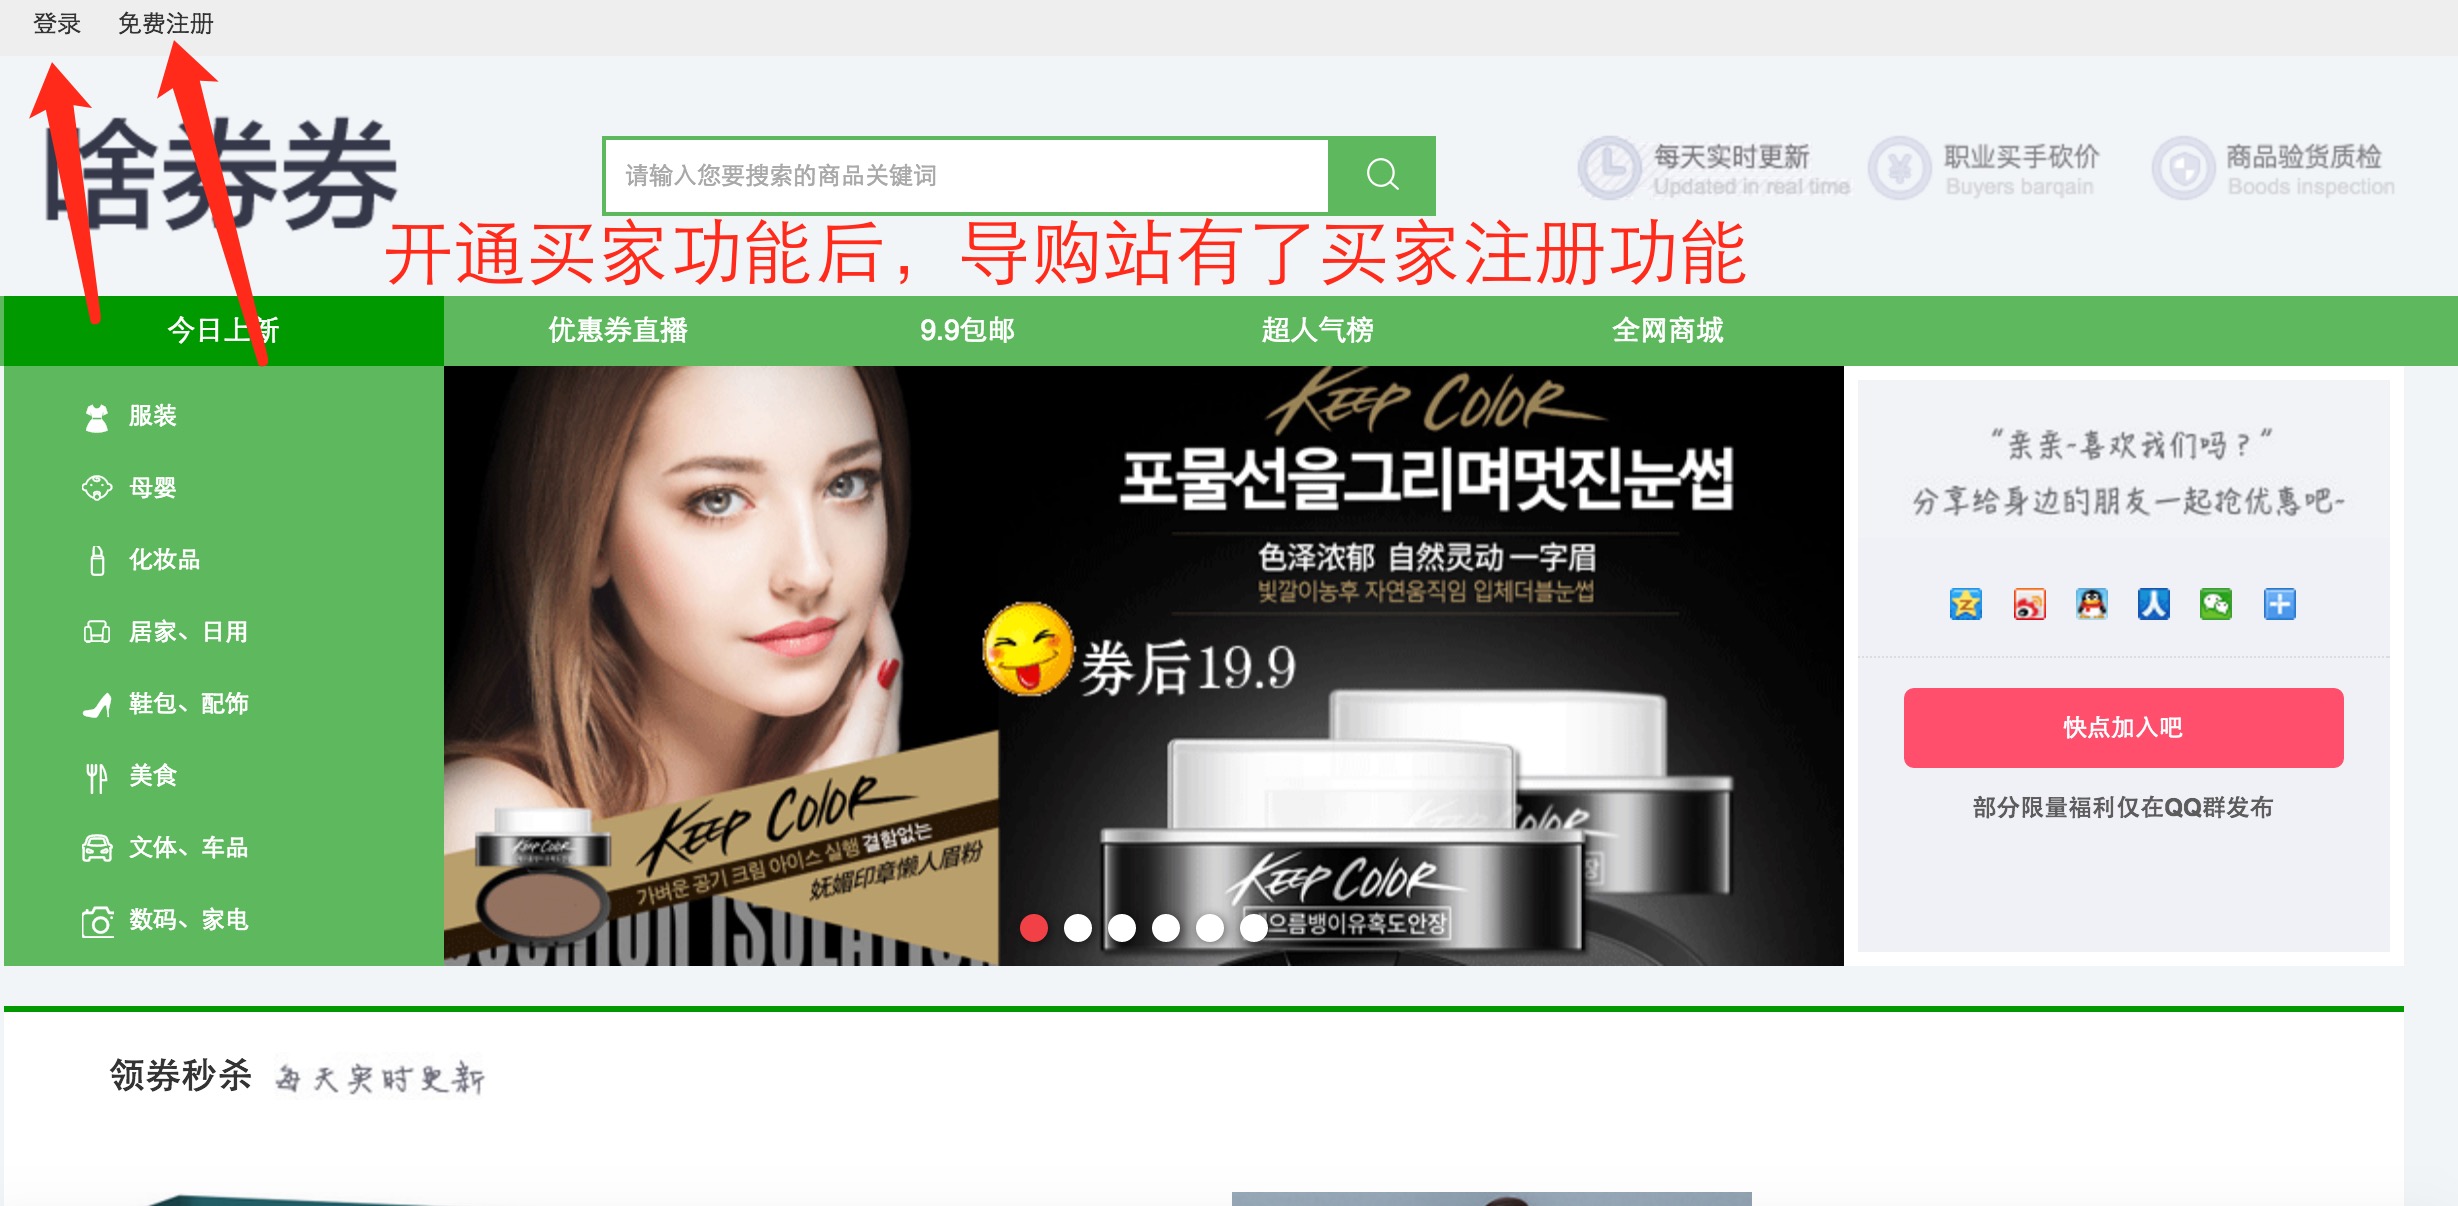 登录 免费注册
啥券券
请输入您要搜索的商品关键词
每天实时更新
Updated in real time
职业买手砍价
Buyers barqain
商品验货质检
Boods inspection
开通买家功能后，导购站有了买家注册功能
今日上新 优惠券直播 9.9包邮 超人气榜 全网商城
服装
母婴
化妆品
居家、日用
鞋包、配饰
美食
文体、车品
数码、家电
KEEP COLOR
포물선을그리며멋진눈썹
色泽浓郁 自然灵动 一字眉
빛깔이농후 자연움직임 입체더블눈썹
券后19.9
KEEP COLOR
가벼운 공기 크림 아이스 실행 결함없는
妩媚印章懒人眉粉
KEEP COLOR
KEEP COLOR
으름뱅이유혹도안장
“亲亲~喜欢我们吗？”
分享给身边的朋友一起抢优惠吧~
快点加入吧
部分限量福利仅在QQ群发布
领券秒杀 每天实时更新